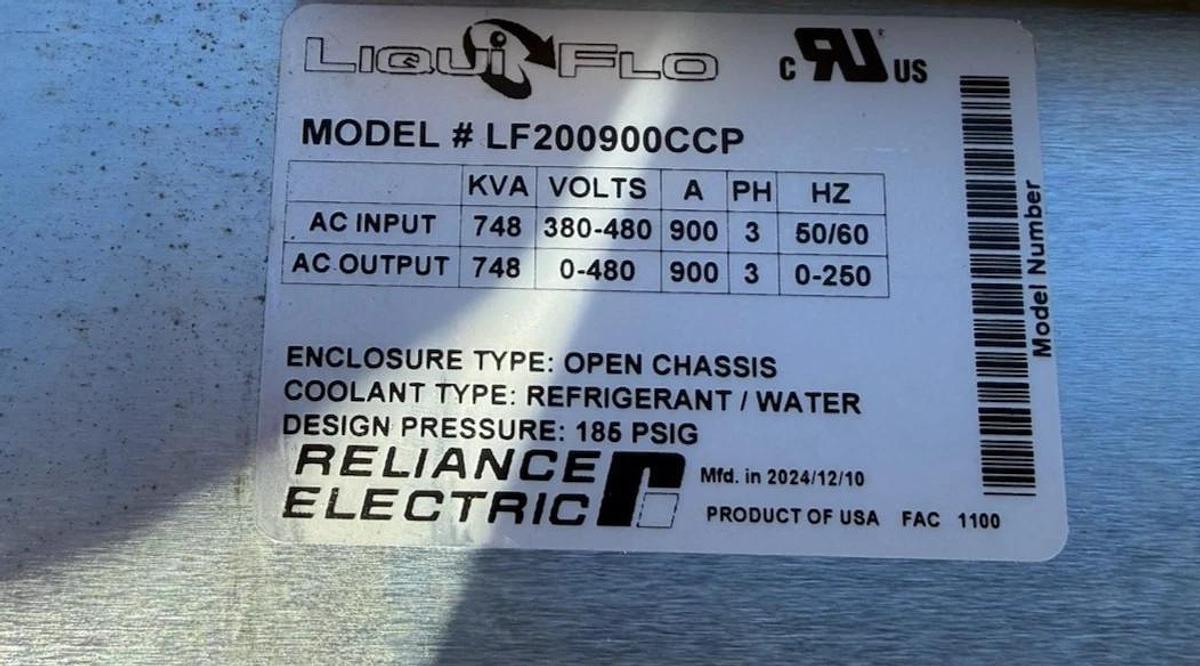 LIQUIFLO
C RU US
MODEL # LF200900CCP
KVA VOLTS A PH HZ
AC INPUT 748 380-480 900 3 50/60
AC OUTPUT 748 0-480 900 3 0-250
ENCLOSURE TYPE: OPEN CHASSIS
COOLANT TYPE: REFRIGERANT / WATER
DESIGN PRESSURE: 185 PSIG
RELIANCE
ELECTRIC
Mfd. in 2024/12/10
PRODUCT OF USA FAC 1100
Model Number